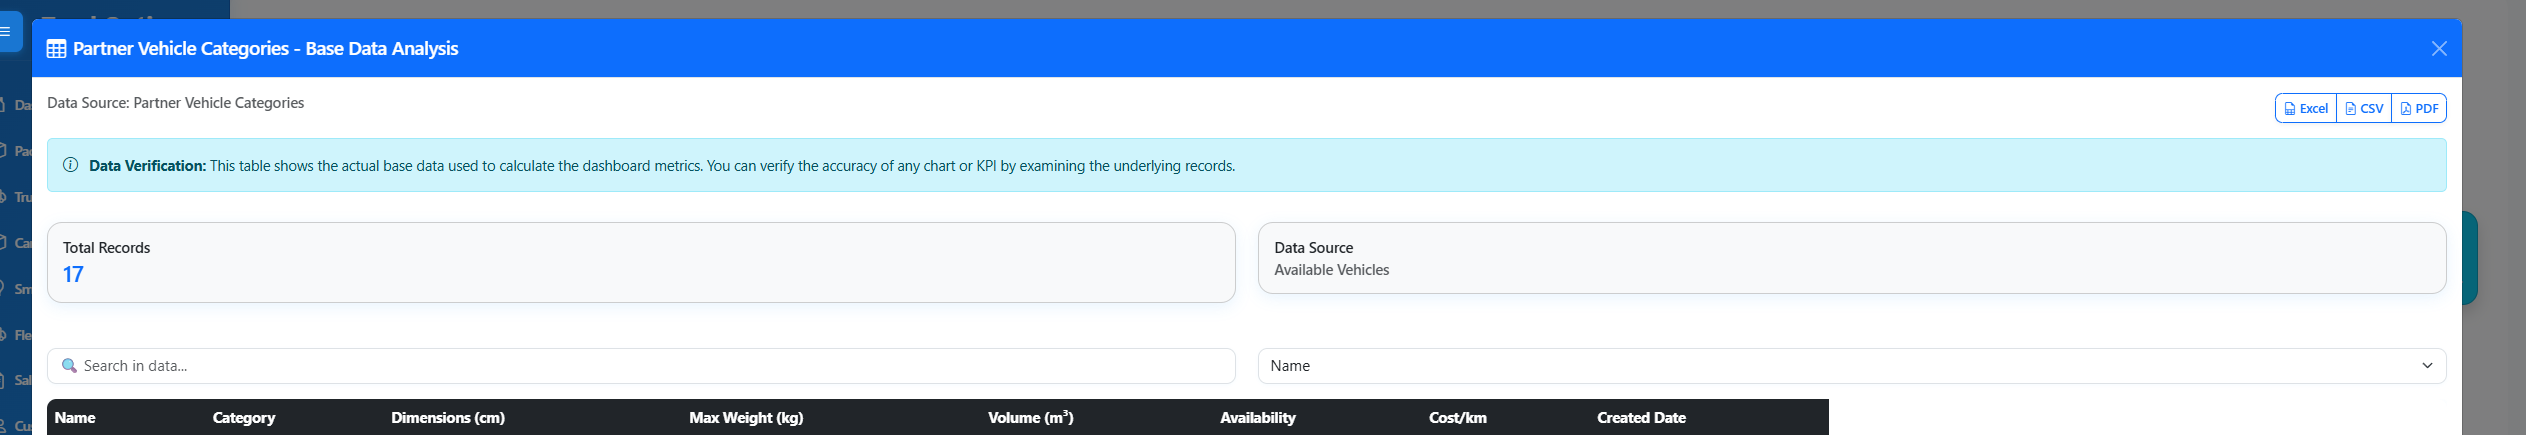 Partner Vehicle Categories - Base Data Analysis
Data Source: Partner Vehicle Categories
Excel CSV PDF
Data Verification: This table shows the actual base data used to calculate the dashboard metrics. You can verify the accuracy of any chart or KPI by examining the underlying records.
Total Records
17
Data Source
Available Vehicles
Search in data...
Name
Name Category Dimensions (cm) Max Weight (kg) Volume (m³) Availability Cost/km Created Date